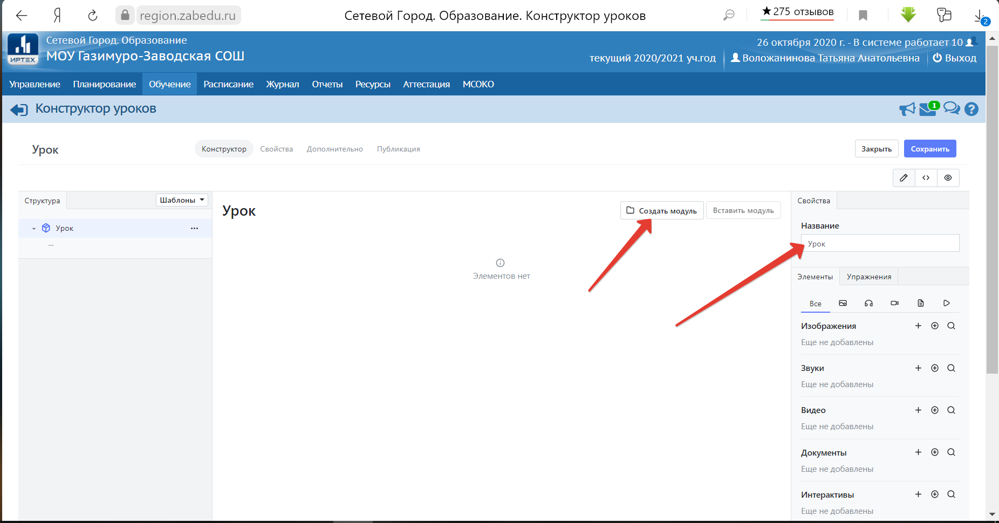 region.zabedu.ru
Сетевой Город. Образование. Конструктор уроков
★ 275 отзывов
2
ИРТЕХ
Сетевой Город. Образование
МОУ Газимуро-Заводская СОШ
26 октября 2020 г. - В системе работает 10
текущий 2020/2021 уч.год
Воложанинова Татьяна Анатольевна
Выход
Управление Планирование Обучение Расписание Журнал Отчеты Ресурсы Аттестация МСОКО
Конструктор уроков
1
Урок
Конструктор Свойства Дополнительно Публикация
Закрыть Сохранить
Структура
Шаблоны
Урок ...
...
Урок
Создать модуль
Вставить модуль
Элементов нет
Свойства
Название
Урок
Элементы Упражнения
Все
Изображения
Еще не добавлены
Звуки
Еще не добавлены
Видео
Еще не добавлены
Документы
Еще не добавлены
Интерактивы
Еще не добавлены